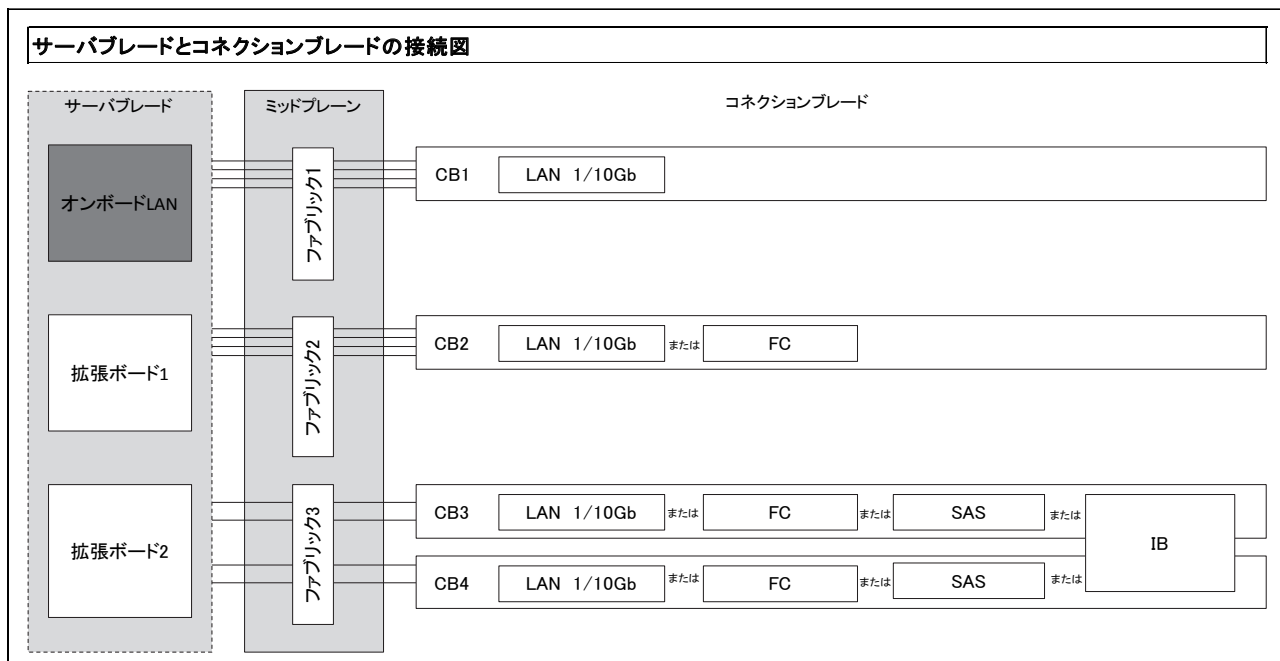 サーバブレードとコネクションブレードの接続図
サーバブレード
ミッドプレーン
コネクションブレード
オンボードLAN
ファブリック1
CB1
LAN 1/10Gb
拡張ボード1
ファブリック2
CB2
LAN 1/10Gb
または
FC
拡張ボード2
ファブリック3
CB3
LAN 1/10Gb
または
FC
または
SAS
または
IB
CB4
LAN 1/10Gb
または
FC
または
SAS
または